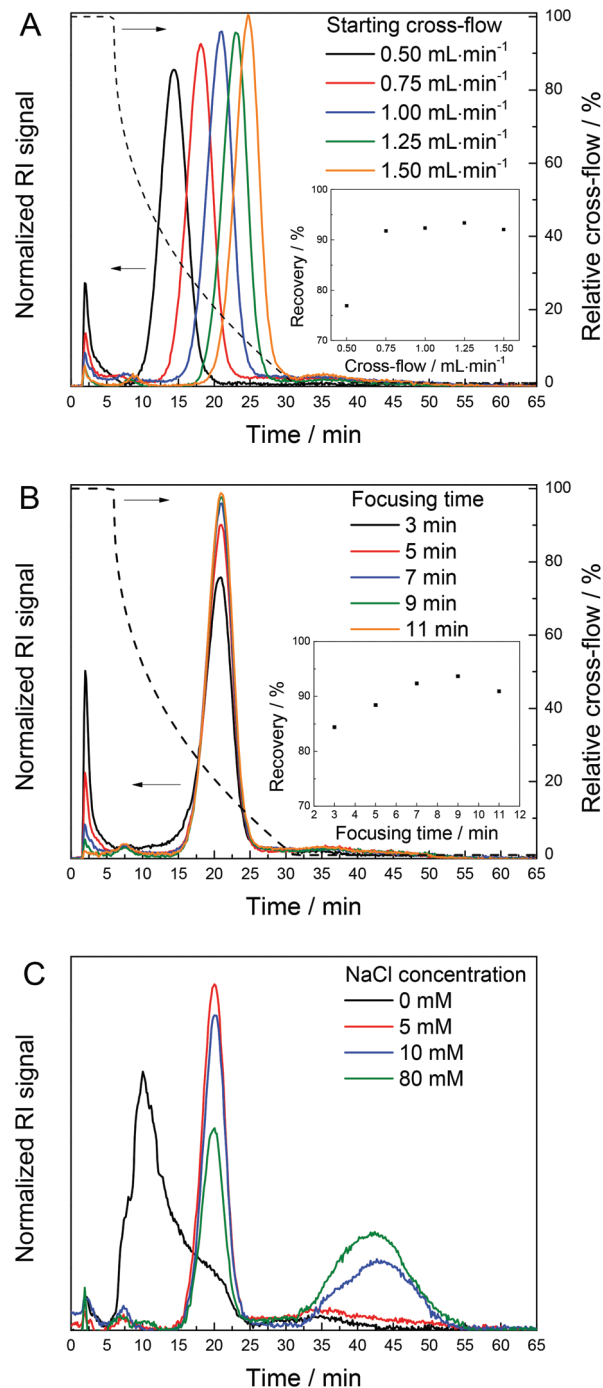 A
Starting cross-flow
0.50 mL·min⁻¹
0.75 mL·min⁻¹
1.00 mL·min⁻¹
1.25 mL·min⁻¹
1.50 mL·min⁻¹
Normalized RI signal
Relative cross-flow / %
100
80
60
40
20
0
Recovery / %
100
90
80
70
0.50 0.75 1.00 1.25 1.50
Cross-flow / mL·min⁻¹
0 5 10 15 20 25 30 35 40 45 50 55 60 65
Time / min
B
Focusing time
3 min
5 min
7 min
9 min
11 min
Normalized RI signal
Relative cross-flow / %
100
80
60
40
20
0
Recovery / %
100
90
80
70
2 3 4 5 6 7 8 9 10 11 12
Focusing time / min
0 5 10 15 20 25 30 35 40 45 50 55 60 65
Time / min
C
NaCl concentration
0 mM
5 mM
10 mM
80 mM
Normalized RI signal
0 5 10 15 20 25 30 35 40 45 50 55 60 65
Time / min